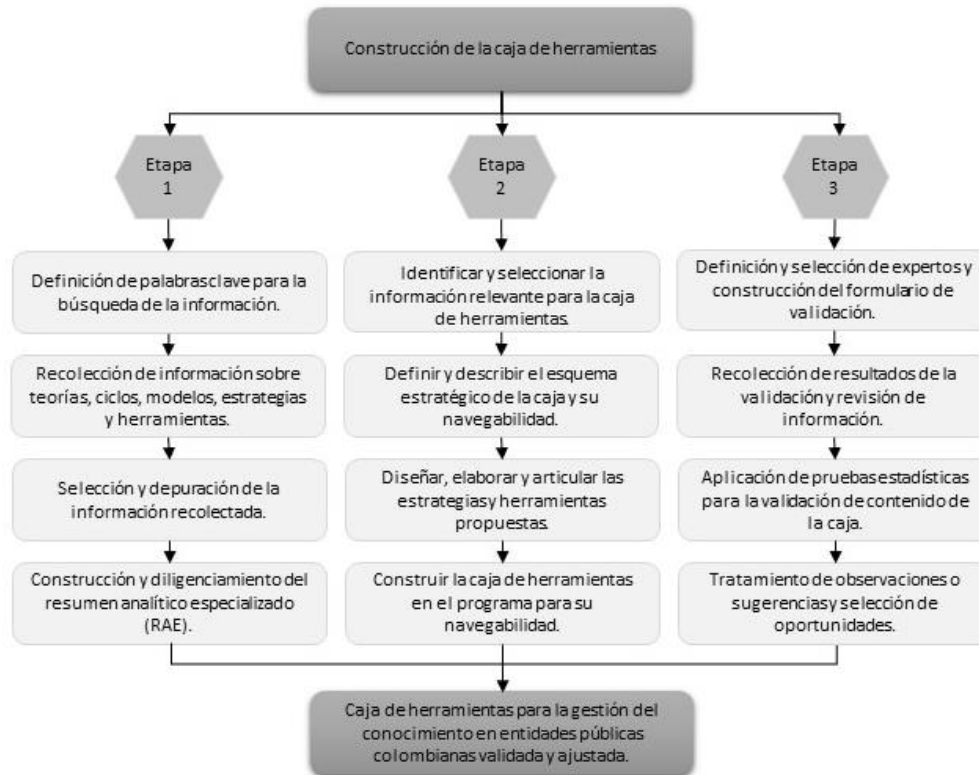 Construcción de la caja de herramientas
Etapa
1
Definición de palabras clave para la
búsqueda de la información.
Recolección de información sobre
teorías, ciclos, modelos, estrategias
y herramientas.
Selección y depuración de la
información recolectada.
Construcción y diligenciamiento del
resumen analítico especializado
(RAE).
Etapa
2
Identificar y seleccionar la
información relevante para la caja
de herramientas.
Definir y describir el esquema
estratégico de la caja y su
navegabilidad.
Diseñar, elaborar y articular las
estrategias y herramientas
propuestas.
Construir la caja de herramientas
en el programa para su
navegabilidad.
Etapa
3
Definición y selección de expertos y
construcción del formulario de
validación.
Recolección de resultados de la
validación y revisión de
información.
Aplicación de pruebas estadísticas
para la validación de contenido de
la caja.
Tratamiento de observaciones o
sugerencias y selección de
oportunidades.
Caja de herramientas para la gestión del
conocimiento en entidades públicas
colombianas validada y ajustada.